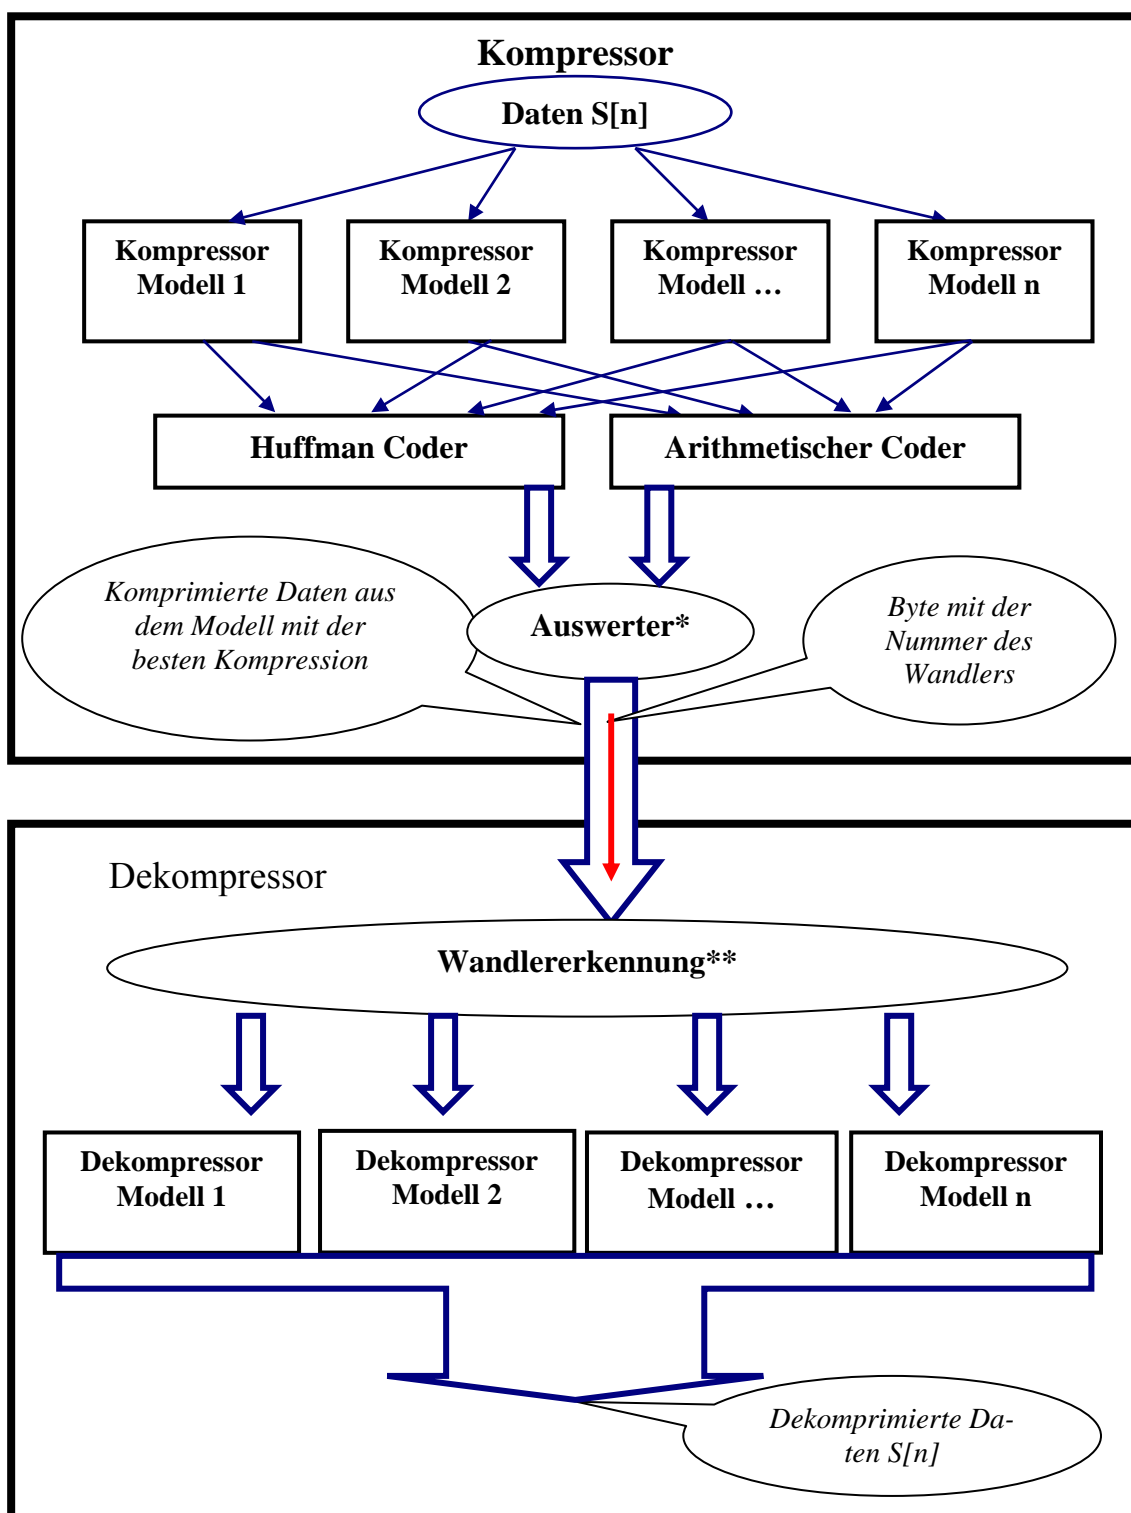 Kompressor
Daten S[n]
Kompressor
Modell 1
Kompressor
Modell 2
Kompressor
Modell …
Kompressor
Modell n
Huffman Coder
Arithmetischer Coder
Komprimierte Daten aus
dem Modell mit der
besten Kompression
Auswerter*
Byte mit der
Nummer des
Wandlers
Dekompressor
Wandlererkennung**
Dekompressor
Modell 1
Dekompressor
Modell 2
Dekompressor
Modell …
Dekompressor
Modell n
Dekomprimierte Da-
ten S[n]